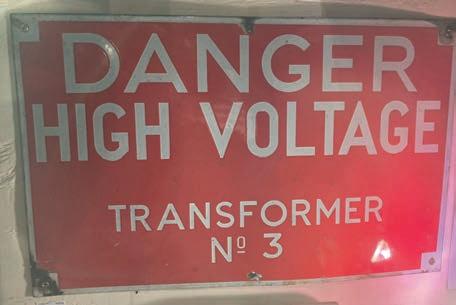 DANGER
HIGH VOLTAGE
TRANSFORMER
Nº 3